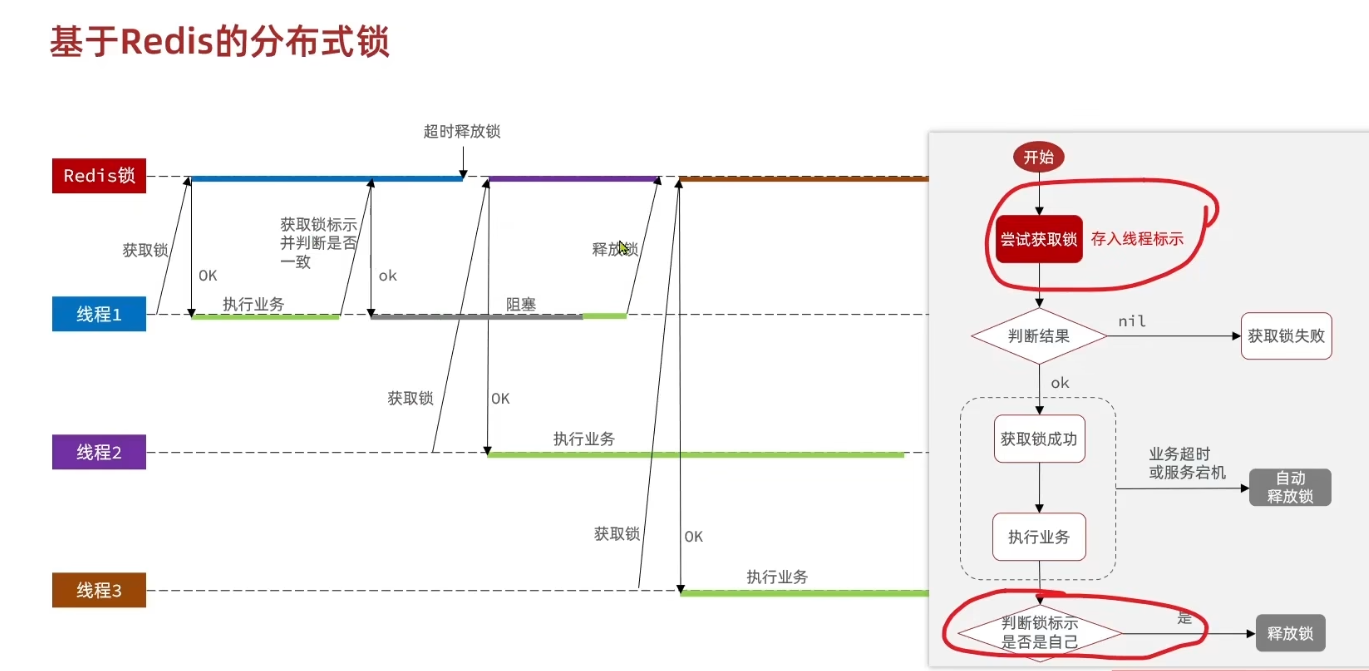 基于Redis的分布式锁
超时释放锁
Redis锁
获取锁
OK
获取锁标示
并判断是否
一致
ok
释放锁
线程1
执行业务
阻塞
获取锁
OK
线程2
执行业务
获取锁
OK
线程3
执行业务
开始
尝试获取锁
存入线程标示
判断结果
nil
获取锁失败
ok
获取锁成功
业务超时
或服务宕机
自动
释放锁
执行业务
判断锁标示
是否是自己
是
释放锁